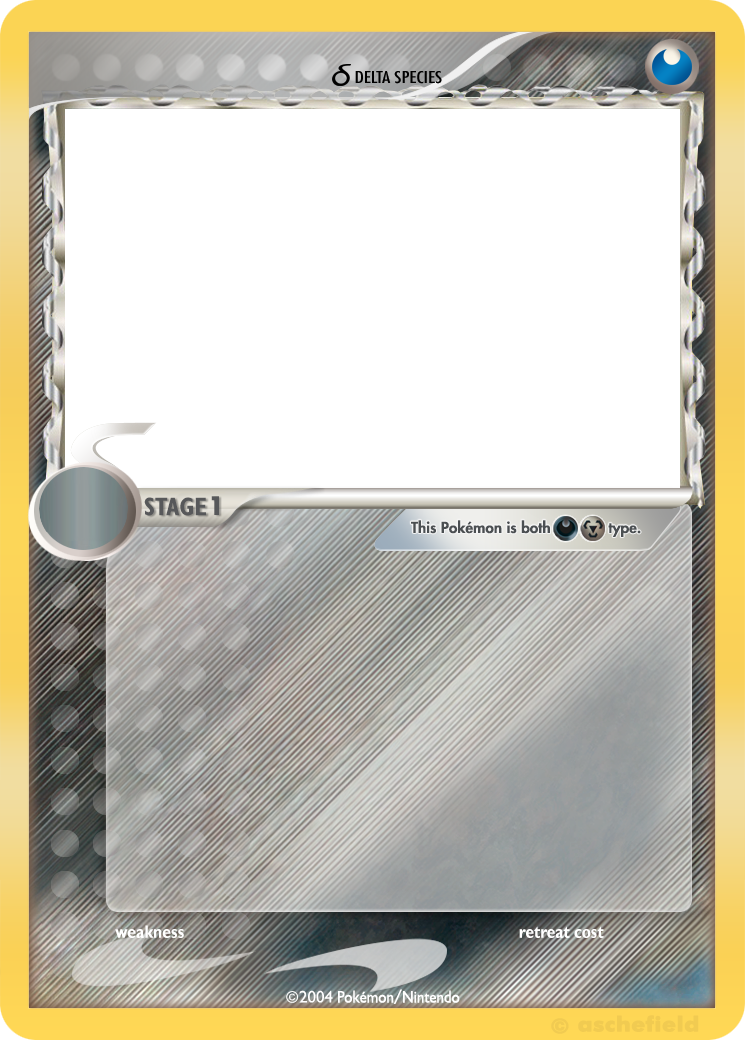 δ DELTA SPECIES
STAGE 1
This Pokémon is both type.
weakness retreat cost
©2004 Pokémon/Nintendo
© aschefield